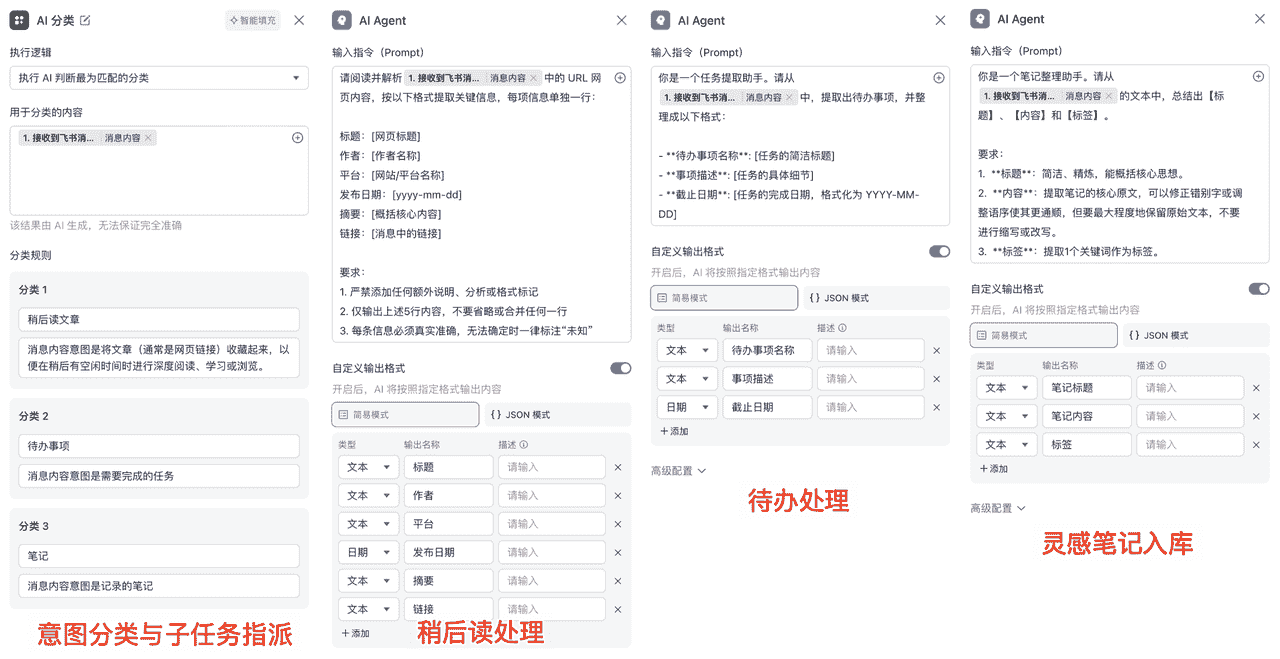 AI 分类
智能填充
执行逻辑
执行 AI 判断最为匹配的分类
用于分类的内容
1. 接收到飞书消... 消息内容
该结果由 AI 生成，无法保证完全准确
分类规则
分类 1
稍后读文章
消息内容意图是将文章（通常是网页链接）收藏起来，以
便在稍后有空闲时间时进行深度阅读、学习或浏览。
分类 2
待办事项
消息内容意图是需要完成的任务
分类 3
笔记
消息内容意图是记录的笔记
意图分类与子任务指派
AI Agent
输入指令（Prompt）
请阅读并解析 1. 接收到飞书消... 消息内容 中的 URL 网
页内容，按以下格式提取关键信息，每项信息单独一行：
标题：[网页标题]
作者：[作者名称]
平台：[网站/平台名称]
发布日期：[yyyy-mm-dd]
摘要：[概括核心内容]
链接：[消息中的链接]
要求：
1. 严禁添加任何额外说明、分析或格式标记
2. 仅输出上述5行内容，不要省略或合并任何一行
3. 每条信息必须真实准确，无法确定时一律标注“未知”
自定义输出格式
开启后，AI 将按照指定格式输出内容
简易模式 {} JSON 模式
类型 输出名称 描述
文本 标题 请输入
文本 作者 请输入
文本 平台 请输入
日期 发布日期 请输入
文本 摘要 请输入
文本 链接 请输入
+ 添加
稍后读处理
AI Agent
输入指令（Prompt）
你是一个任务提取助手。请从
1. 接收到飞书消... 消息内容 中，提取出待办事项，并整
理成以下格式：
- **待办事项名称**: [任务的简洁标题]
- **事项描述**: [任务的具体细节]
- **截止日期**: [任务的完成日期，格式化为 YYYY-MM-
DD]
自定义输出格式
开启后，AI 将按照指定格式输出内容
简易模式 {} JSON 模式
类型 输出名称 描述
文本 待办事项名称 请输入
文本 事项描述 请输入
日期 截止日期 请输入
+ 添加
高级配置
待办处理
AI Agent
输入指令（Prompt）
你是一个笔记整理助手。请从
1. 接收到飞书消... 消息内容 的文本中，总结出【标
题】、【内容】和【标签】。
要求：
1. **标题**：简洁、精炼，能概括核心思想。
2. **内容**：提取笔记的核心原文，可以修正错别字或调
整语序使其更通顺，但要最大程度地保留原始文本，不要
进行缩写或改写。
3. **标签**：提取1个关键词作为标签。
自定义输出格式
开启后，AI 将按照指定格式输出内容
简易模式 {} JSON 模式
类型 输出名称 描述
文本 笔记标题 请输入
文本 笔记内容 请输入
文本 标签 请输入
+ 添加
高级配置
灵感笔记入库